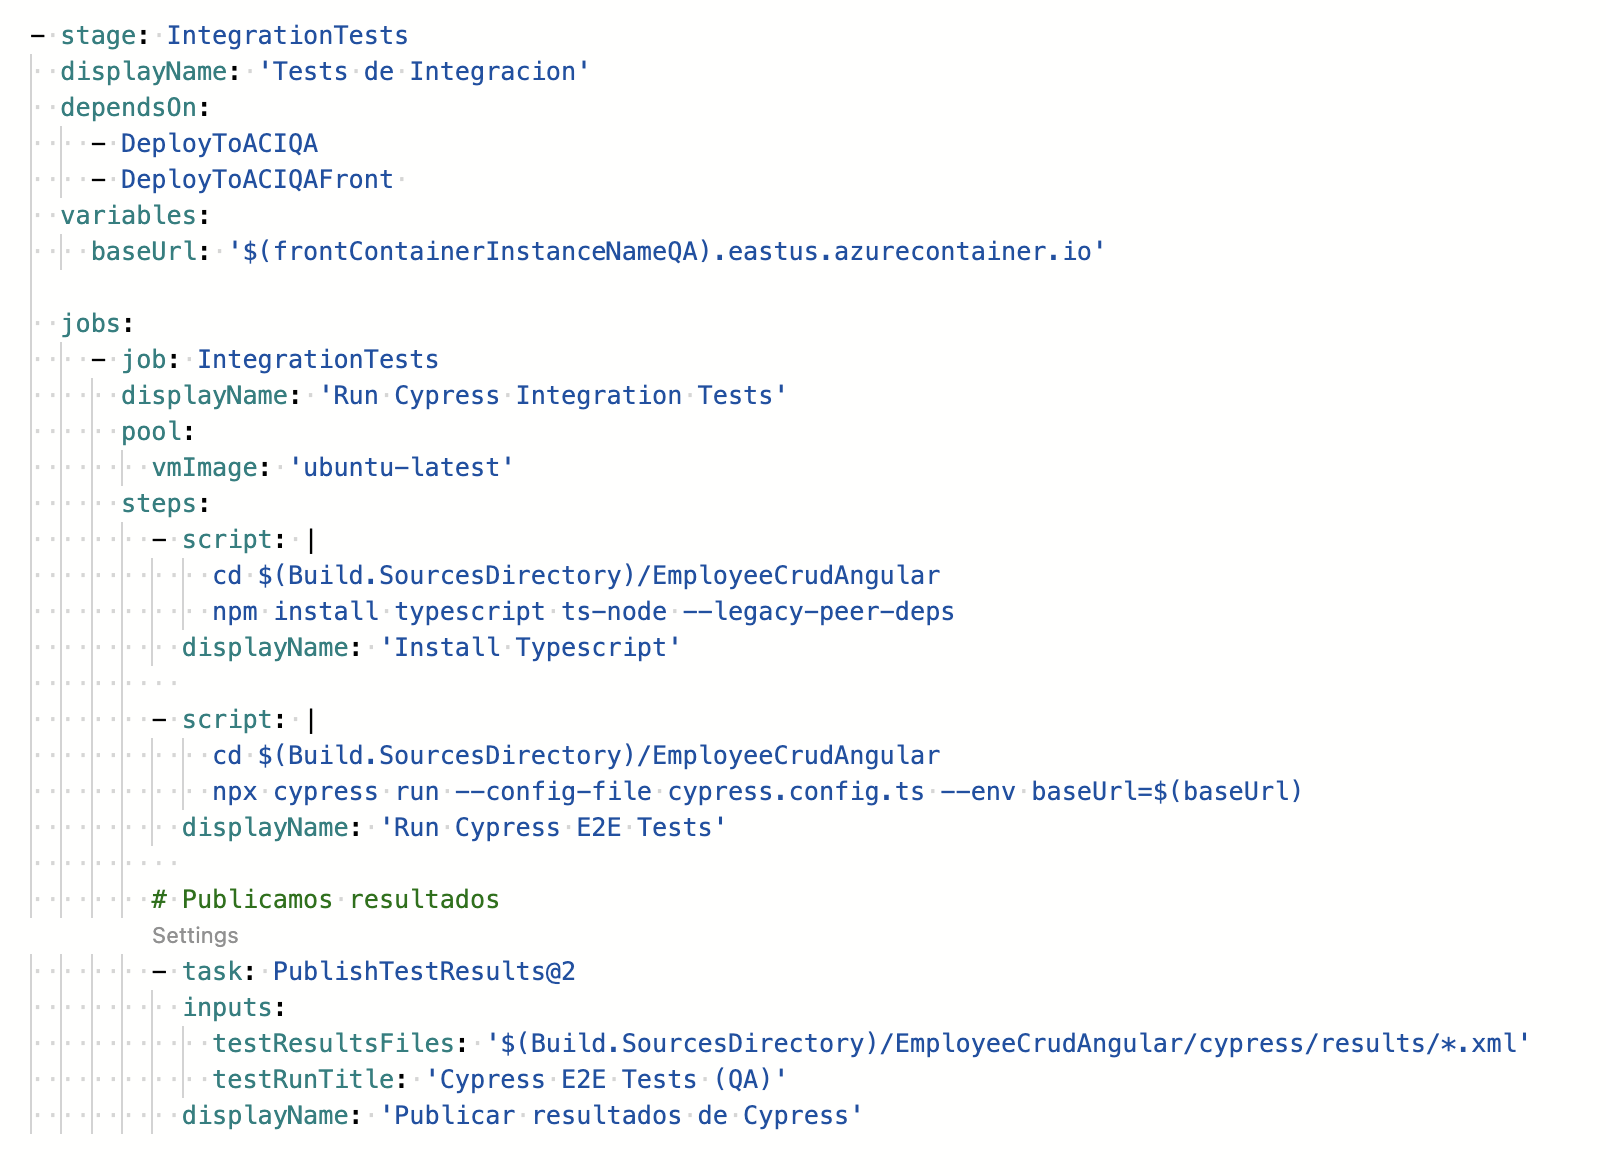 - stage: IntegrationTests
  displayName: 'Tests de Integracion'
  dependsOn:
    - DeployToACIQA
    - DeployToACIQAFront
  variables:
    baseUrl: '$(frontContainerInstanceNameQA).eastus.azurecontainer.io'
  jobs:
    - job: IntegrationTests
      displayName: 'Run Cypress Integration Tests'
      pool:
        vmImage: 'ubuntu-latest'
      steps:
        - script: |
            cd $(Build.SourcesDirectory)/EmployeeCrudAngular
            npm install typescript ts-node --legacy-peer-deps
          displayName: 'Install Typescript'
        - script: |
            cd $(Build.SourcesDirectory)/EmployeeCrudAngular
            npx cypress run --config-file cypress.config.ts --env baseUrl=$(baseUrl)
          displayName: 'Run Cypress E2E Tests'
        # Publicamos resultados
        Settings
        - task: PublishTestResults@2
          inputs:
            testResultsFiles: '$(Build.SourcesDirectory)/EmployeeCrudAngular/cypress/results/*.xml'
            testRunTitle: 'Cypress E2E Tests (QA)'
          displayName: 'Publicar resultados de Cypress'